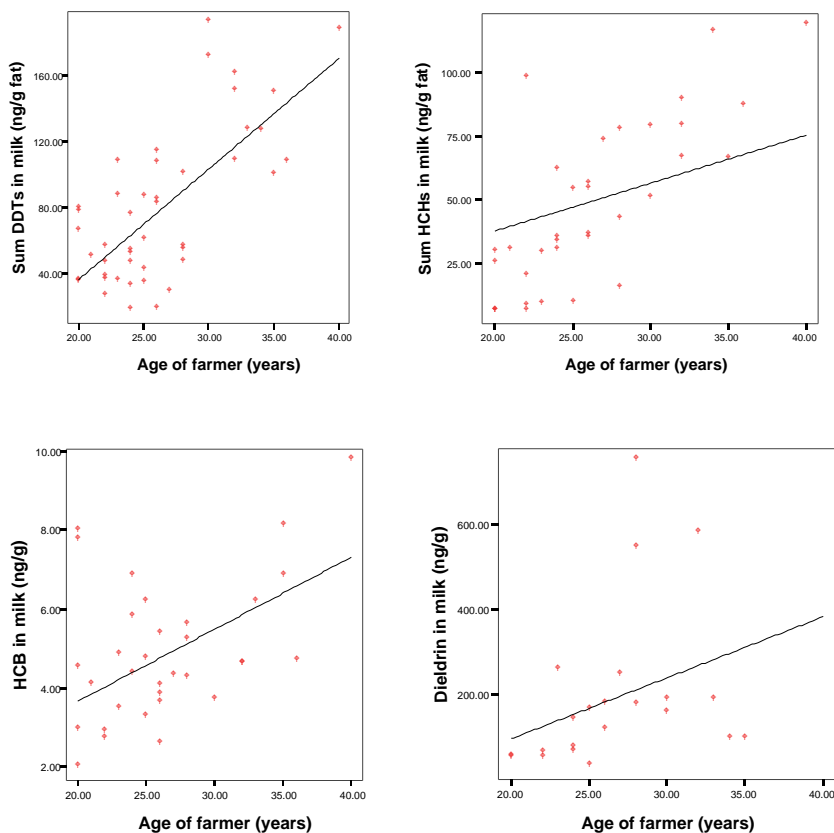 Sum DDTs in milk (ng/g fat)
160.00
120.00
80.00
40.00
20.00 25.00 30.00 35.00 40.00
Age of farmer (years)
Sum HCHs in milk (ng/g fat)
100.00
75.00
50.00
25.00
20.00 25.00 30.00 35.00 40.00
Age of farmer (years)
HCB in milk (ng/g)
10.00
8.00
6.00
4.00
2.00
20.00 25.00 30.00 35.00 40.00
Age of farmer (years)
Dieldrin in milk (ng/g)
600.00
400.00
200.00
20.00 25.00 30.00 35.00 40.00
Age of farmer (years)